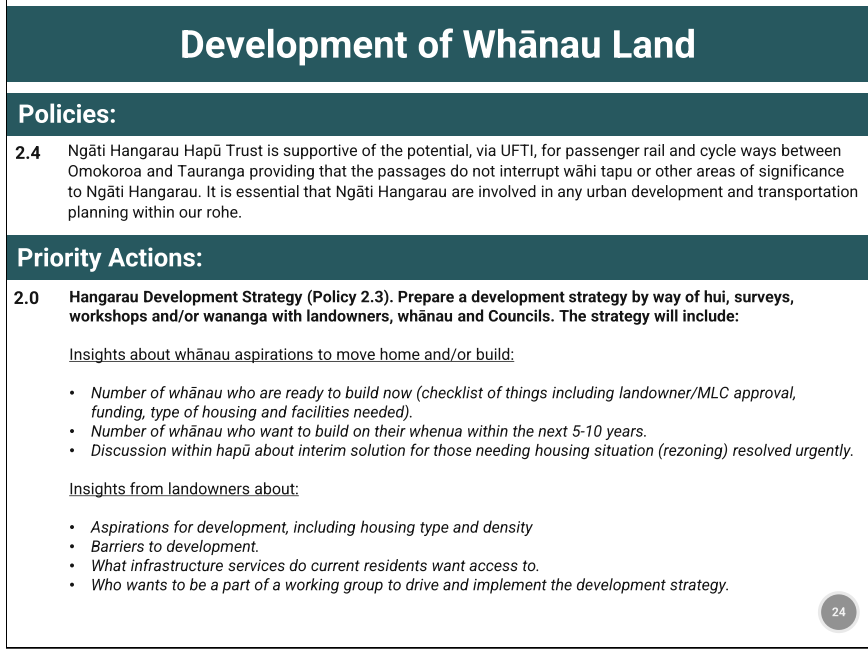 Development of Whānau Land
Policies:
2.4 Ngāti Hangarau Hapū Trust is supportive of the potential, via UFTI, for passenger rail and cycle ways between
Omokoroa and Tauranga providing that the passages do not interrupt wāhi tapu or other areas of significance
to Ngāti Hangarau. It is essential that Ngāti Hangarau are involved in any urban development and transportation
planning within our rohe.
Priority Actions:
2.0 Hangarau Development Strategy (Policy 2.3). Prepare a development strategy by way of hui, surveys,
workshops and/or wananga with landowners, whānau and Councils. The strategy will include:
Insights about whānau aspirations to move home and/or build:
• Number of whānau who are ready to build now (checklist of things including landowner/MLC approval,
funding, type of housing and facilities needed).
• Number of whānau who want to build on their whenua within the next 5-10 years.
• Discussion within hapū about interim solution for those needing housing situation (rezoning) resolved urgently.
Insights from landowners about:
• Aspirations for development, including housing type and density
• Barriers to development.
• What infrastructure services do current residents want access to.
• Who wants to be a part of a working group to drive and implement the development strategy.
24